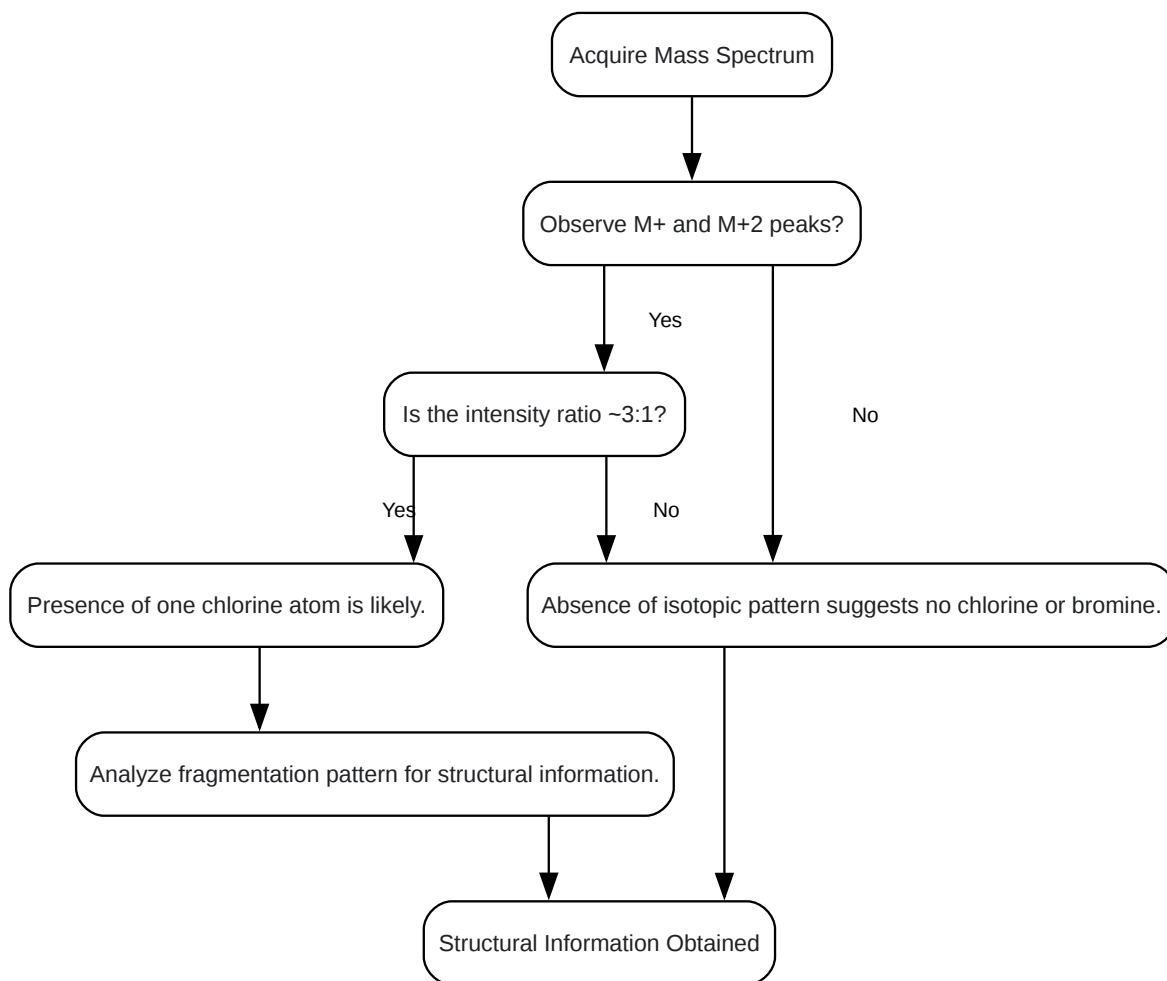 Acquire Mass Spectrum
Observe M+ and M+2 peaks?
Yes
Is the intensity ratio ~3:1?
No
Yes
No
Presence of one chlorine atom is likely.
Absence of isotopic pattern suggests no chlorine or bromine.
Analyze fragmentation pattern for structural information.
Structural Information Obtained